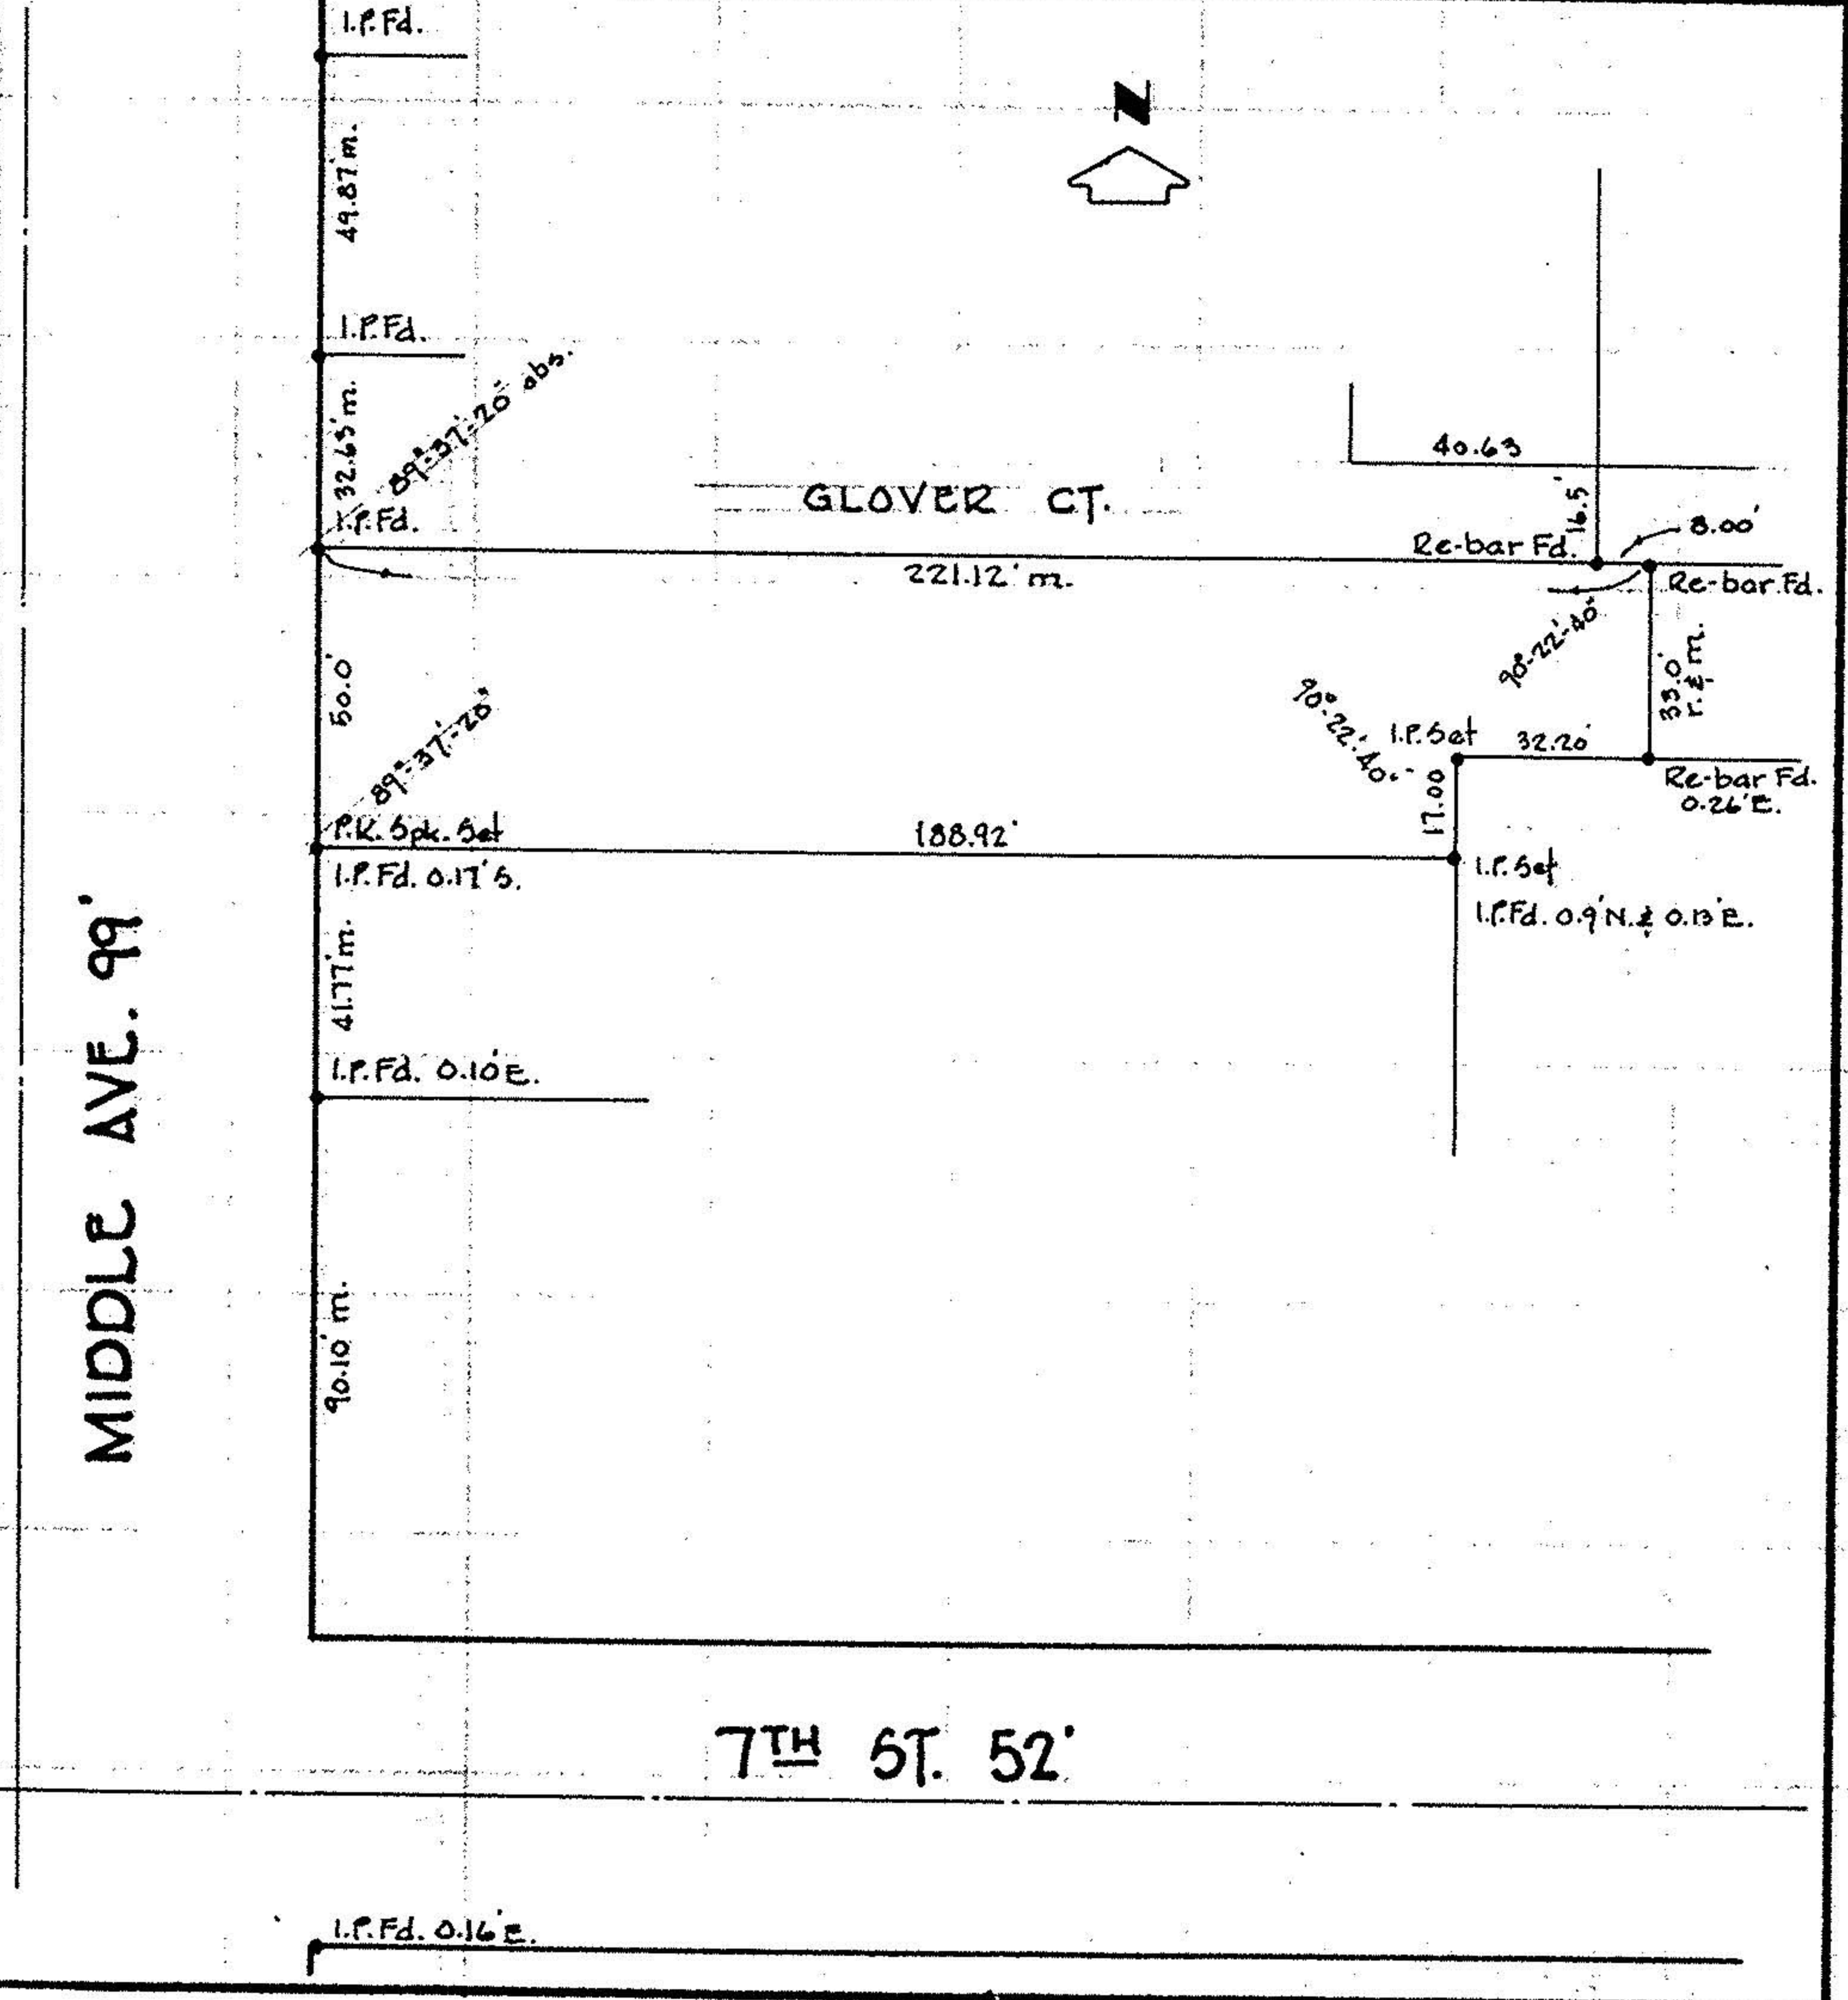 I.P. Fd.
N
49.87' m.
I.P. Fd.
89°-37'-20" obs.
32.63' m.
40.63
I.P. Fd.
GLOVER CT.
16.5'
8.00'
Re-bar Fd.
221.12' m.
Re-bar Fd.
90°-22'-40"
33.0'
r. & m.
50.0'
89°-37'-20"
90°-22'-40"
I.P. Set
32.20'
Re-bar Fd.
0.26' E.
17.00
P.K. Spk. Set
188.92'
I.P. Fd. 0.17' S.
I.P. Set
I.P. Fd. 0.9' N. & 0.13' E.
41.77' m.
MIDDLE AVE. 99'
I.P. Fd. 0.10' E.
90.10' m.
7TH ST. 52'
I.P. Fd. 0.16' E.